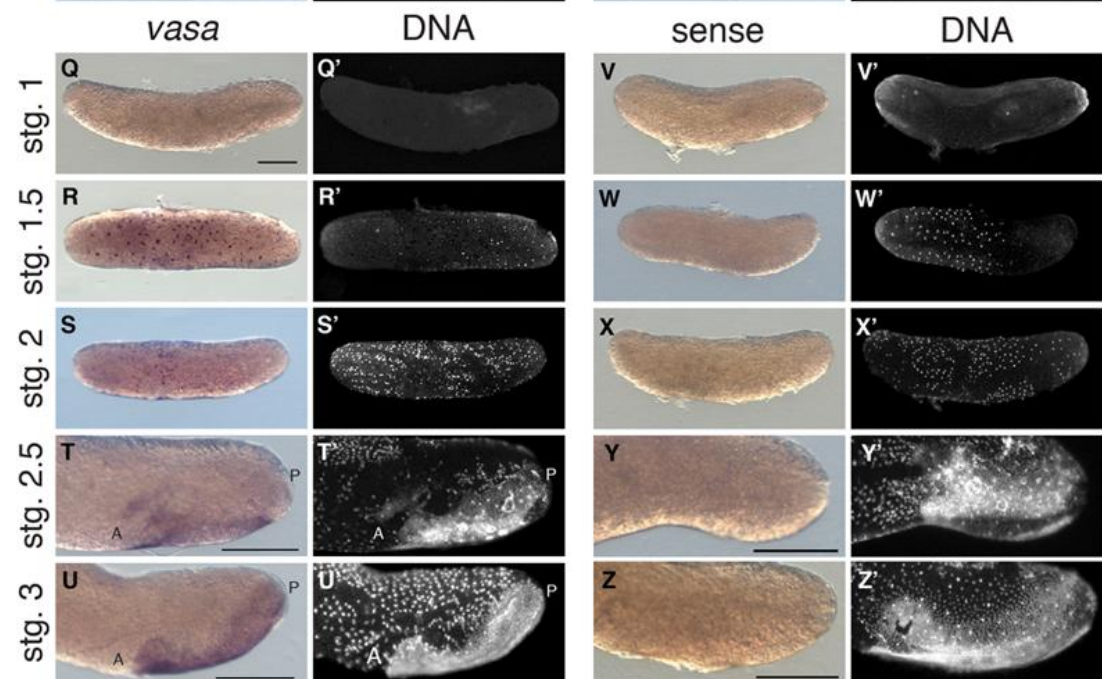 vasa DNA sense DNA
stg. 1 Q Q’ V V’
stg. 1.5 R R’ W W’
stg. 2 S S’ X X’
stg. 2.5 T P A T’ P A Y Y’
stg. 3 U P A U’ P A Z Z’